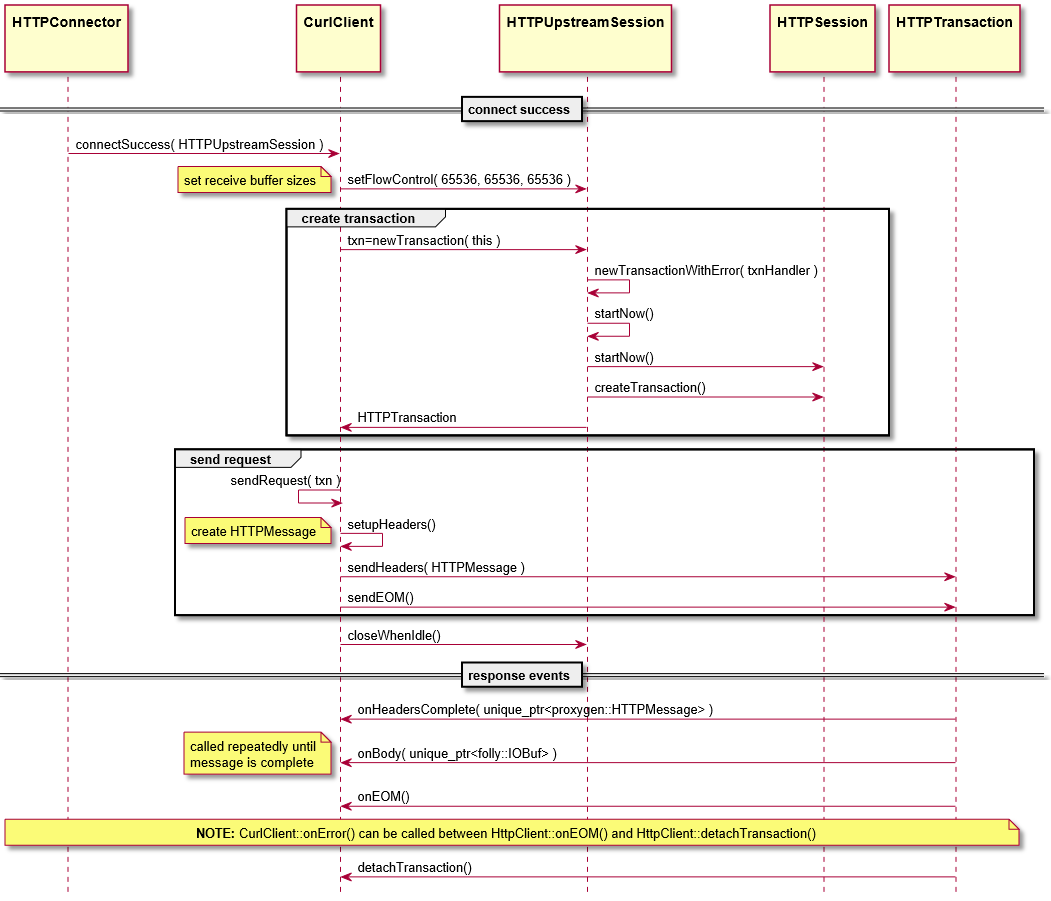 HTTPConnector
CurlClient
HTTPUpstreamSession
HTTPSession
HTTPTransaction
connect success
connectSuccess( HTTPUpstreamSession )
set receive buffer sizes
setFlowControl( 65536, 65536, 65536 )
create transaction
txn=newTransaction( this )
newTransactionWithError( txnHandler )
startNow()
startNow()
createTransaction()
HTTPTransaction
send request
sendRequest( txn )
create HTTPMessage
setupHeaders()
sendHeaders( HTTPMessage )
sendEOM()
closeWhenIdle()
response events
onHeadersComplete( unique_ptr<proxygen::HTTPMessage> )
called repeatedly until
message is complete
onBody( unique_ptr<folly::IOBuf> )
onEOM()
NOTE: CurlClient::onError() can be called between HttpClient::onEOM() and HttpClient::detachTransaction()
detachTransaction()